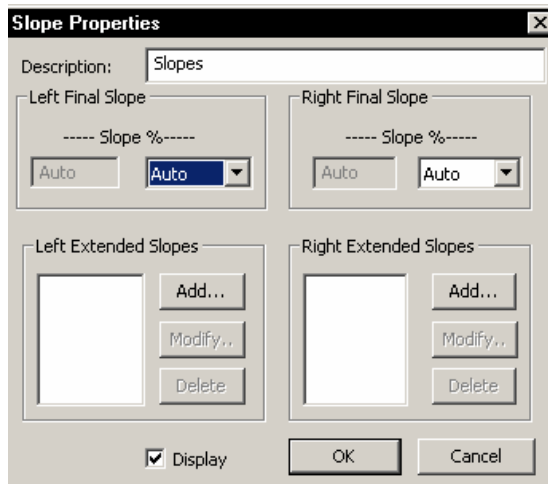 Slope Properties
Description: Slopes
Left Final Slope
----- Slope %-----
Auto Auto
Right Final Slope
----- Slope %-----
Auto Auto
Left Extended Slopes
Add...
Modify..
Delete
Right Extended Slopes
Add...
Modify..
Delete
Display OK Cancel